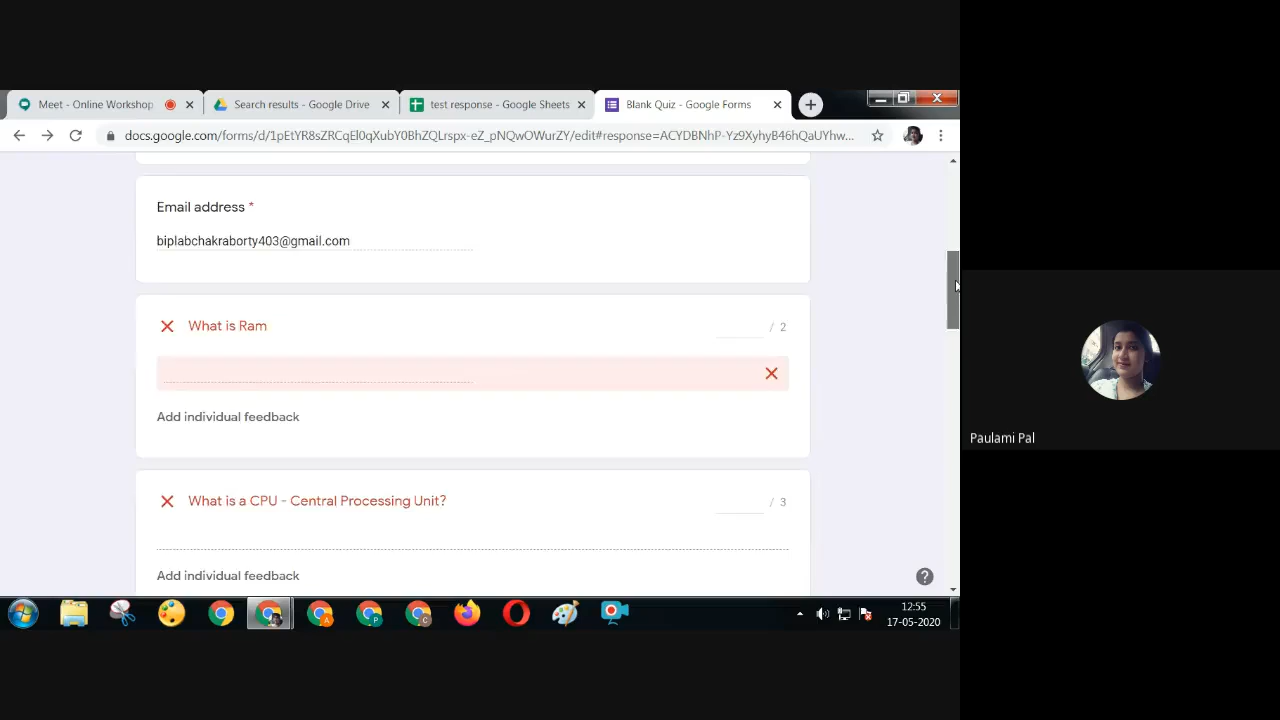 Meet - Online Workshop
Search results - Google Drive
test response - Google Sheets
Blank Quiz - Google Forms
docs.google.com/forms/d/1pEtYR8sZRCqEl0qXubY0BhZQLrspx-eZ_pNQwOWurZY/edit#response=ACYDBNhP-Yz9XyhyB46hQaUYhw...
Email address *
biplabchakraborty403@gmail.com
What is Ram
/ 2
Add individual feedback
What is a CPU - Central Processing Unit?
/ 3
Add individual feedback
Paulami Pal
A
P
C
12:55
17-05-2020